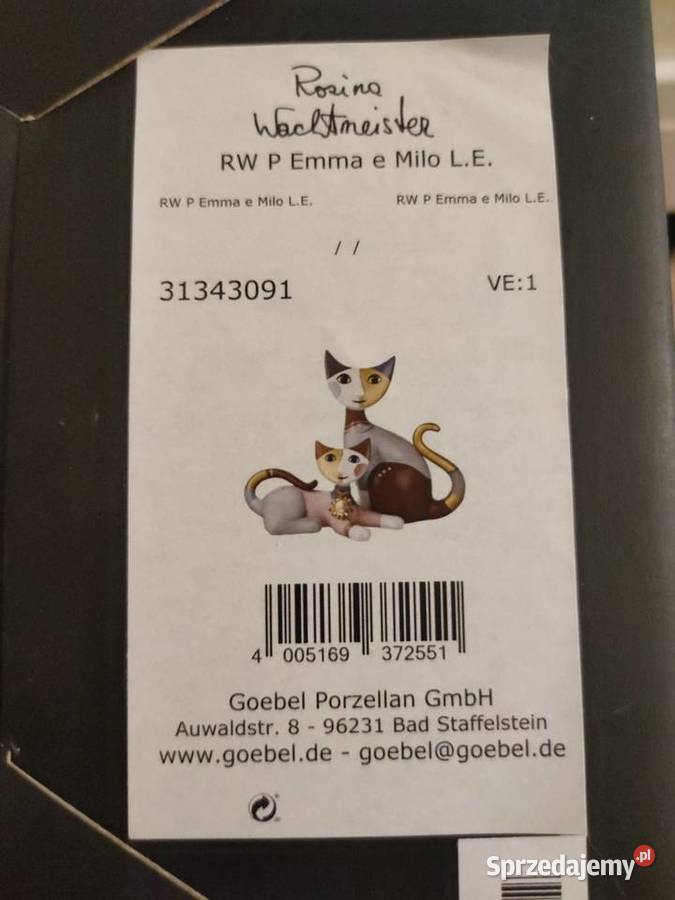 Rosina
Wachtmeister
RW P Emma e Milo L.E.
RW P Emma e Milo L.E. RW P Emma e Milo L.E.
/ /
31343091 VE:1
4 005169 372551
Goebel Porzellan GmbH
Auwaldstr. 8 - 96231 Bad Staffelstein
www.goebel.de - goebel@goebel.de
Sprzedajemy.pl